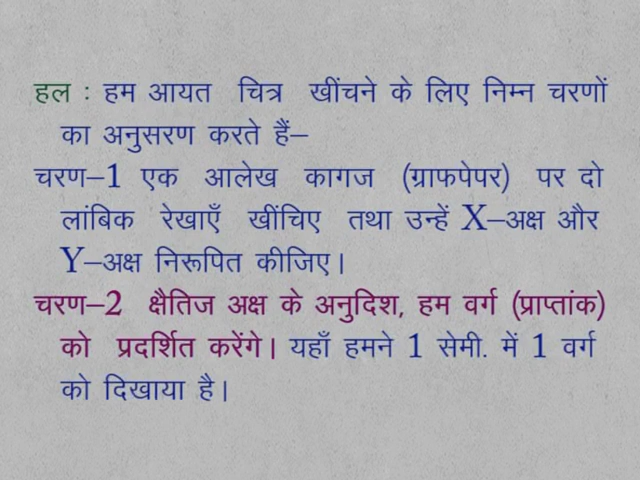 हल : हम आयत चित्र खींचने के लिए निम्न चरणों
का अनुसरण करते हैं–
चरण–1 एक आलेख कागज (ग्राफपेपर) पर दो
लांबिक रेखाएँ खींचिए तथा उन्हें X–अक्ष और
Y–अक्ष निरूपित कीजिए।
चरण–2 क्षैतिज अक्ष के अनुदिश, हम वर्ग (प्राप्तांक)
को प्रदर्शित करेंगे। यहाँ हमने 1 सेमी. में 1 वर्ग
को दिखाया है।